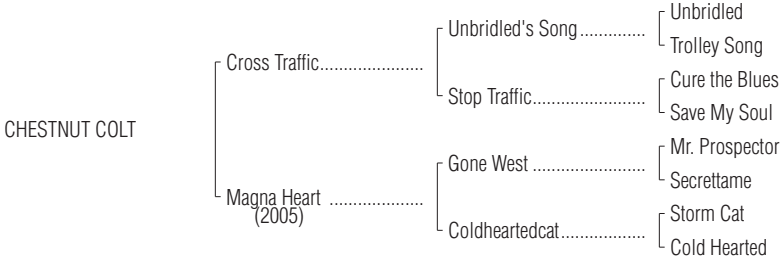 Unbridled
Unbridled's Song..............
Trolley Song
Cross Traffic......................
Cure the Blues
Stop Traffic........................
Save My Soul
CHESTNUT COLT
Mr. Prospector
Gone West ........................
Secrettame
Magna Heart ....................
(2005)
Storm Cat
Coldheartedcat..................
Cold Hearted